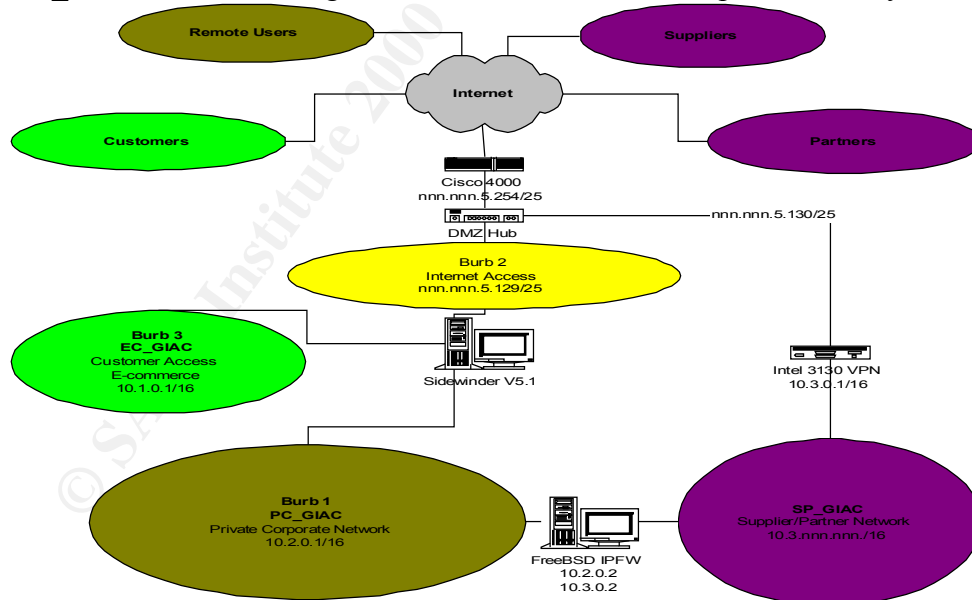 Remote Users
Suppliers
Internet
Customers
Partners
Cisco 4000
nnn.nnn.5.254/25
nnn.nnn.5.130/25
DMZ Hub
Burb 2
Internet Access
nnn.nnn.5.129/25
Burb 3
EC_GIAC
Customer Access
E-commerce
10.1.0.1/16
Sidewinder V5.1
Intel 3130 VPN
10.3.0.1/16
Burb 1
PC_GIAC
Private Corporate Network
10.2.0.1/16
SP_GIAC
Supplier/Partner Network
10.3.nnn.nnn./16
FreeBSD IPFW
10.2.0.2
10.3.0.2
Institute 2000